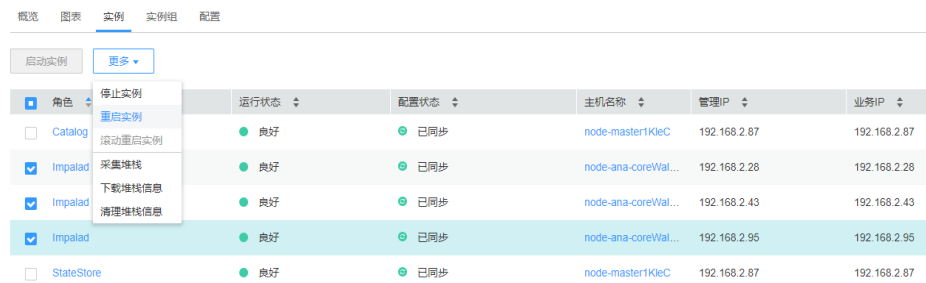 概览 图表 实例 实例组 配置
启动实例 更多
角色 运行状态 配置状态 主机名称 管理IP 业务IP
停止实例
重启实例
滚动重启实例
采集堆栈
下载堆栈信息
清理堆栈信息
Catalog 良好 已同步 node-master1KleC 192.168.2.87 192.168.2.87
Impalad 良好 已同步 node-ana-coreWal... 192.168.2.28 192.168.2.28
Impalad 良好 已同步 node-ana-coreWal... 192.168.2.43 192.168.2.43
Impalad 良好 已同步 node-ana-coreWal... 192.168.2.95 192.168.2.95
StateStore 良好 已同步 node-master1KleC 192.168.2.87 192.168.2.87